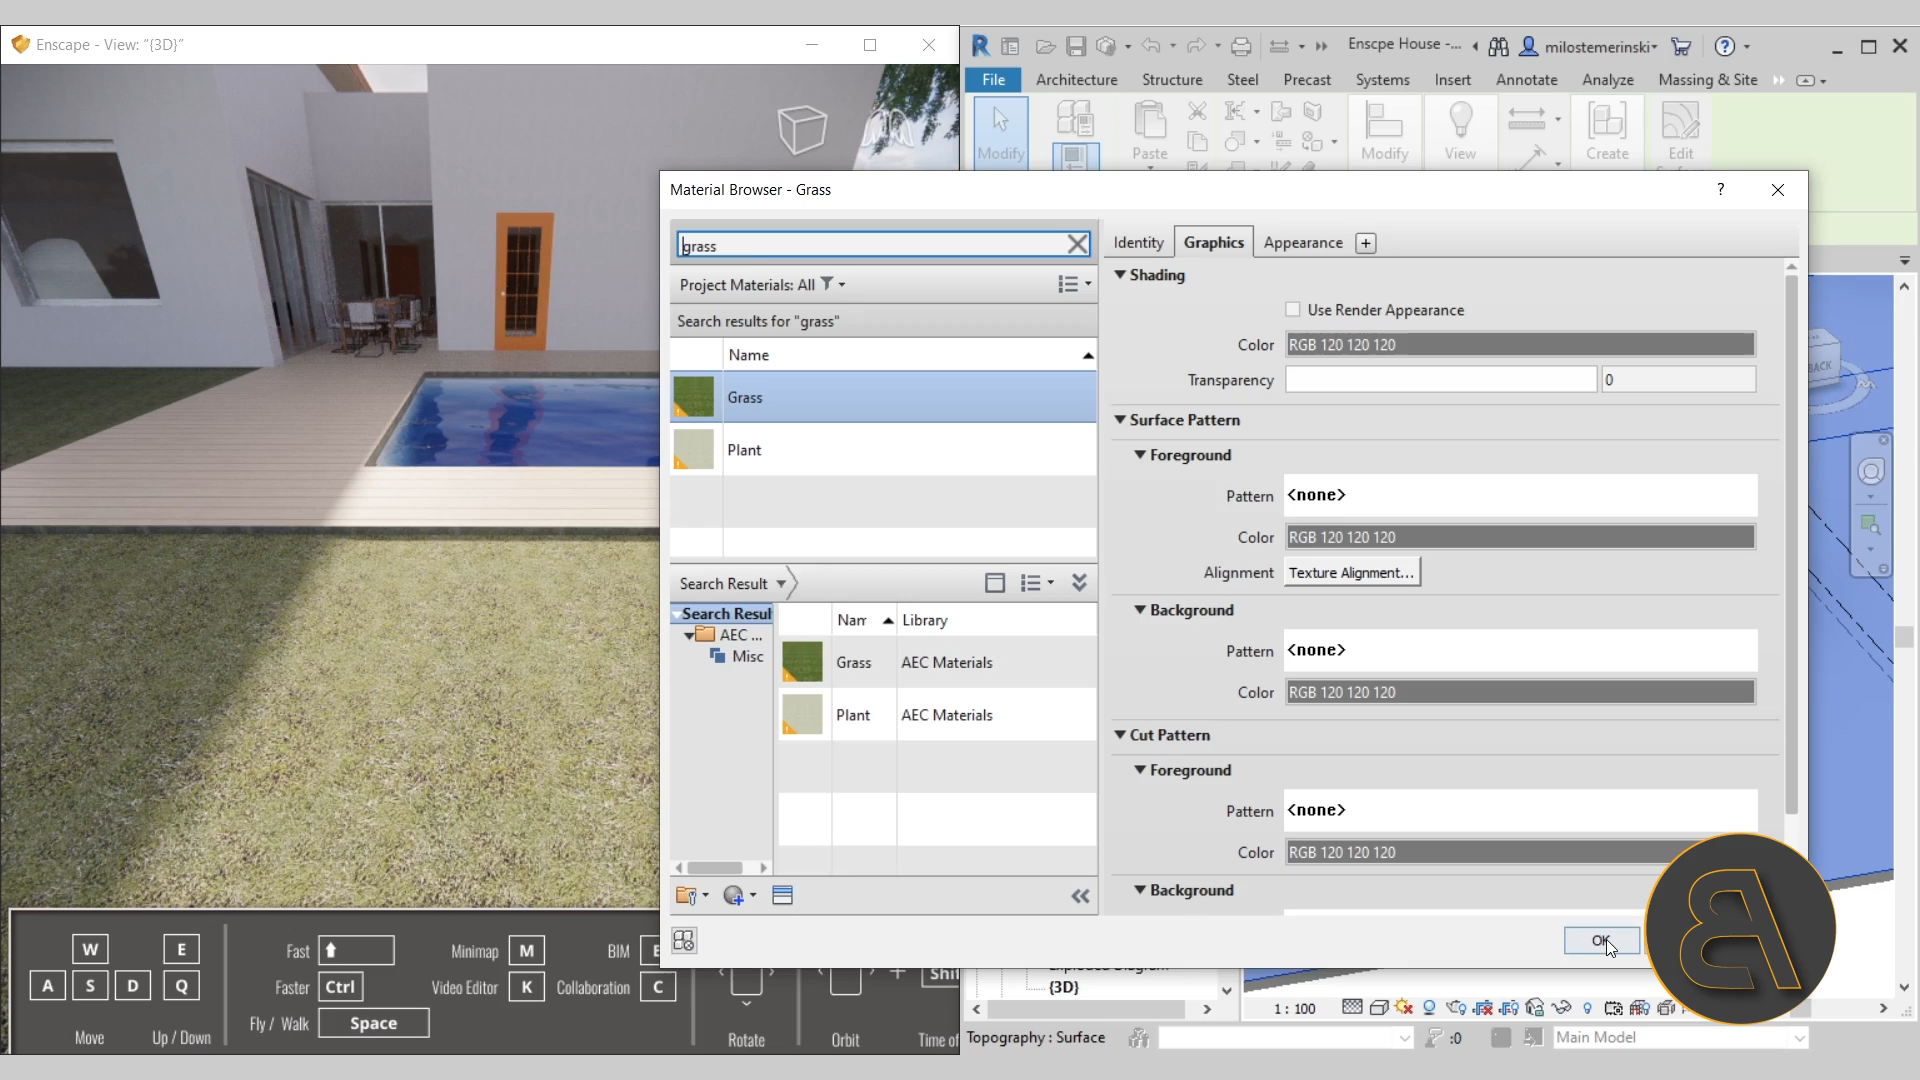 Enscape - View: "{3D}"
Enscpe House -...
milostemerinski
File Architecture Structure Steel Precast Systems Insert Annotate Analyze Massing & Site
Modify Paste Modify View Create Edit
Material Browser - Grass
grass
Project Materials: All
Search results for "grass"
Name
Grass
Plant
Search Result
Search Resul
AEC ...
Misc
Nam Library
Grass AEC Materials
Plant AEC Materials
Identity Graphics Appearance +
Shading
Use Render Appearance
Color RGB 120 120 120
Transparency 0
Surface Pattern
Foreground
Pattern <none>
Color RGB 120 120 120
Alignment Texture Alignment...
Background
Pattern <none>
Color RGB 120 120 120
Cut Pattern
Foreground
Pattern <none>
Color RGB 120 120 120
Background
OK
BACK
W E
A S D Q
Move Up / Down
Fast
Faster Ctrl
Fly / Walk Space
Minimap M
Video Editor K
BIM
Collaboration C
Rotate
Orbit
+ Shi
Time of
{3D}
1 : 100
Topography : Surface
:0
Main Model